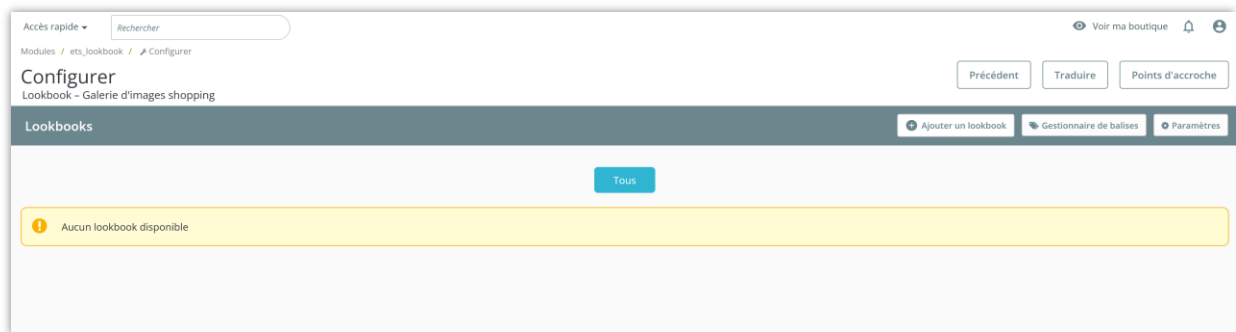 Accès rapide
Rechercher
Voir ma boutique
Modules / ets_lookbook / Configurer
Configurer
Lookbook – Galerie d'images shopping
Précédent
Traduire
Points d'accroche
Lookbooks
Ajouter un lookbook
Gestionnaire de balises
Paramètres
Tous
Aucun lookbook disponible